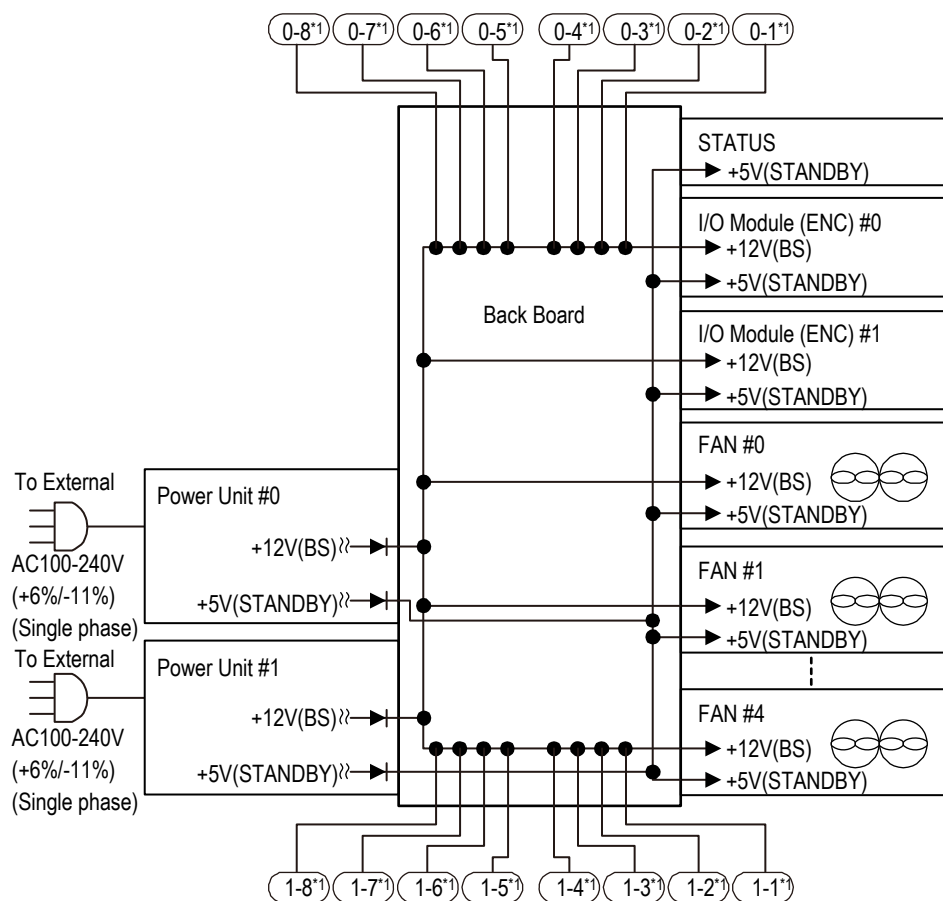 0-8*1 0-7*1 0-6*1 0-5*1 0-4*1 0-3*1 0-2*1 0-1*1
STATUS
+5V(STANDBY)
I/O Module (ENC) #0
+12V(BS)
+5V(STANDBY)
Back Board
I/O Module (ENC) #1
+12V(BS)
+5V(STANDBY)
FAN #0
+12V(BS)
+5V(STANDBY)
To External
AC100-240V
(+6%/-11%)
(Single phase)
Power Unit #0
+12V(BS)
+5V(STANDBY)
FAN #1
+12V(BS)
+5V(STANDBY)
To External
AC100-240V
(+6%/-11%)
(Single phase)
Power Unit #1
+12V(BS)
+5V(STANDBY)
FAN #4
+12V(BS)
+5V(STANDBY)
1-8*1 1-7*1 1-6*1 1-5*1 1-4*1 1-3*1 1-2*1 1-1*1